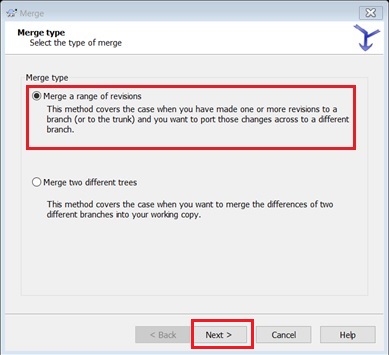 Merge
Merge type
Select the type of merge
Merge type
Merge a range of revisions
This method covers the case when you have made one or more revisions to a
branch (or to the trunk) and you want to port those changes across to a different
branch.
Merge two different trees
This method covers the case when you want to merge the differences of two
different branches into your working copy.
< Back
Next >
Cancel
Help